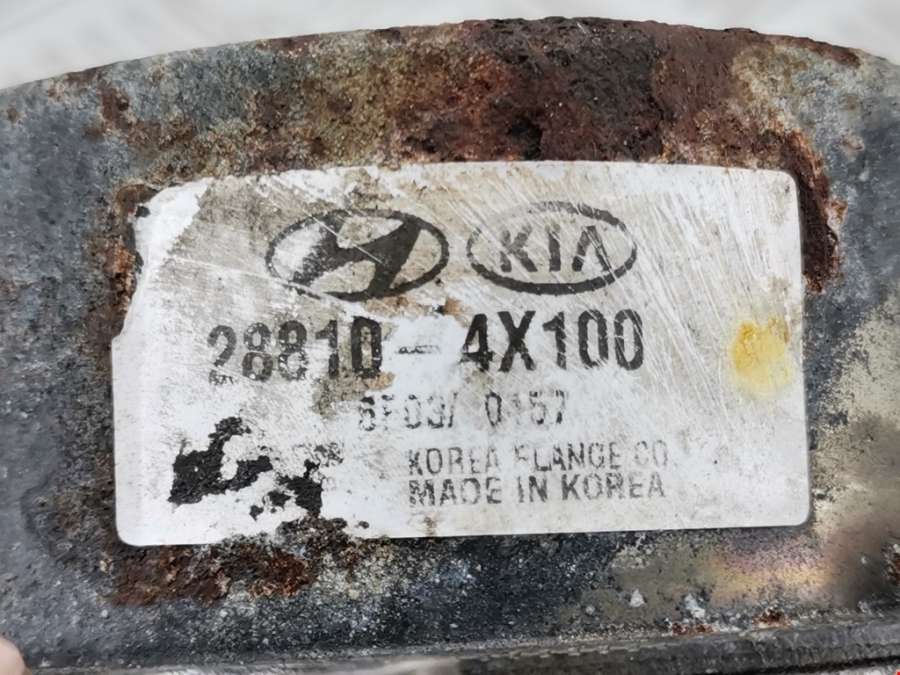 KIA
28810-4X100
KOREA FLANGE CO
MADE IN KOREA